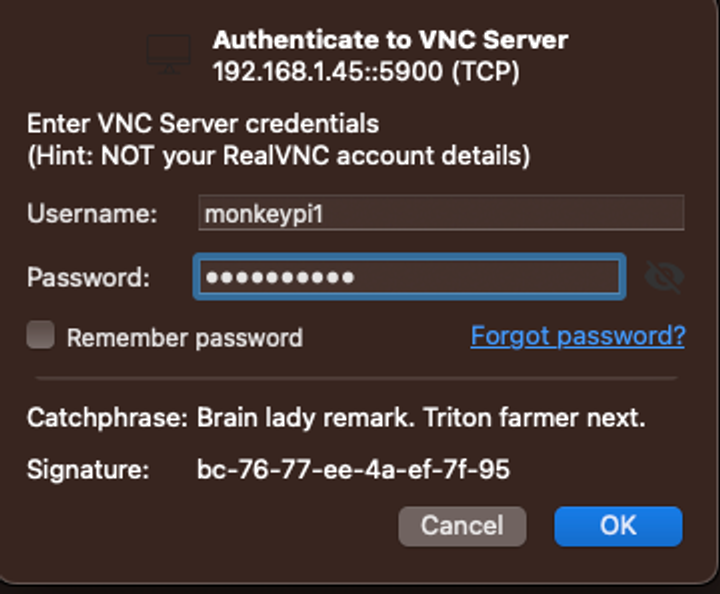 Authenticate to VNC Server
192.168.1.45::5900 (TCP)
Enter VNC Server credentials
(Hint: NOT your RealVNC account details)
Username: monkeypi1
Password: ••••••••••
Remember password Forgot password?
Catchphrase: Brain lady remark. Triton farmer next.
Signature: bc-76-77-ee-4a-ef-7f-95
Cancel OK